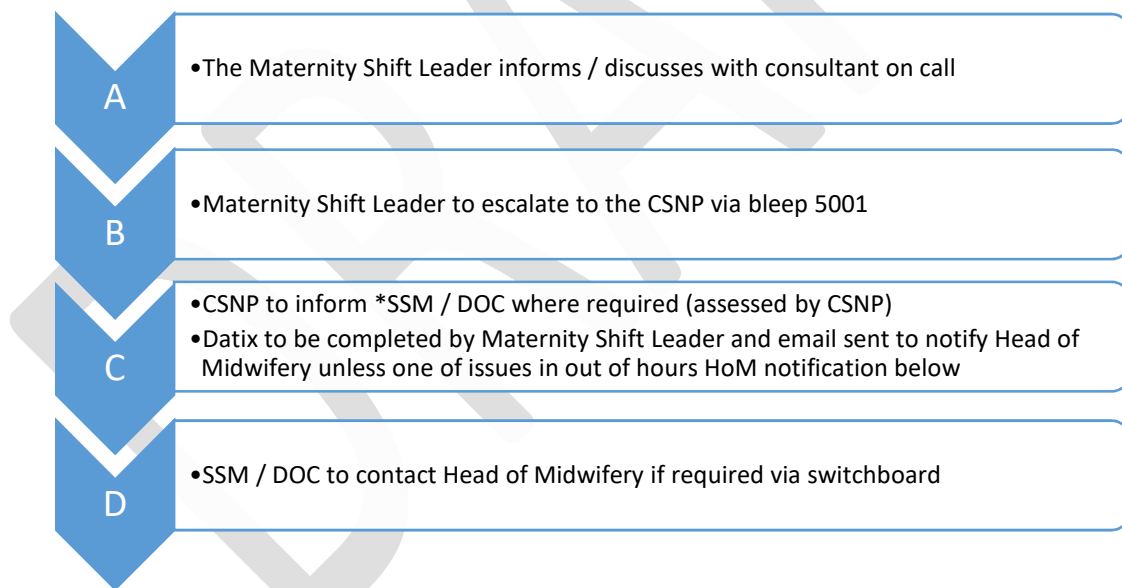 A
•The Maternity Shift Leader informs / discusses with consultant on call
B
•Maternity Shift Leader to escalate to the CSNP via bleep 5001
C
•CSNP to inform *SSM / DOC where required (assessed by CSNP)
•Datix to be completed by Maternity Shift Leader and email sent to notify Head of
Midwifery unless one of issues in out of hours HoM notification below
D
•SSM / DOC to contact Head of Midwifery if required via switchboard